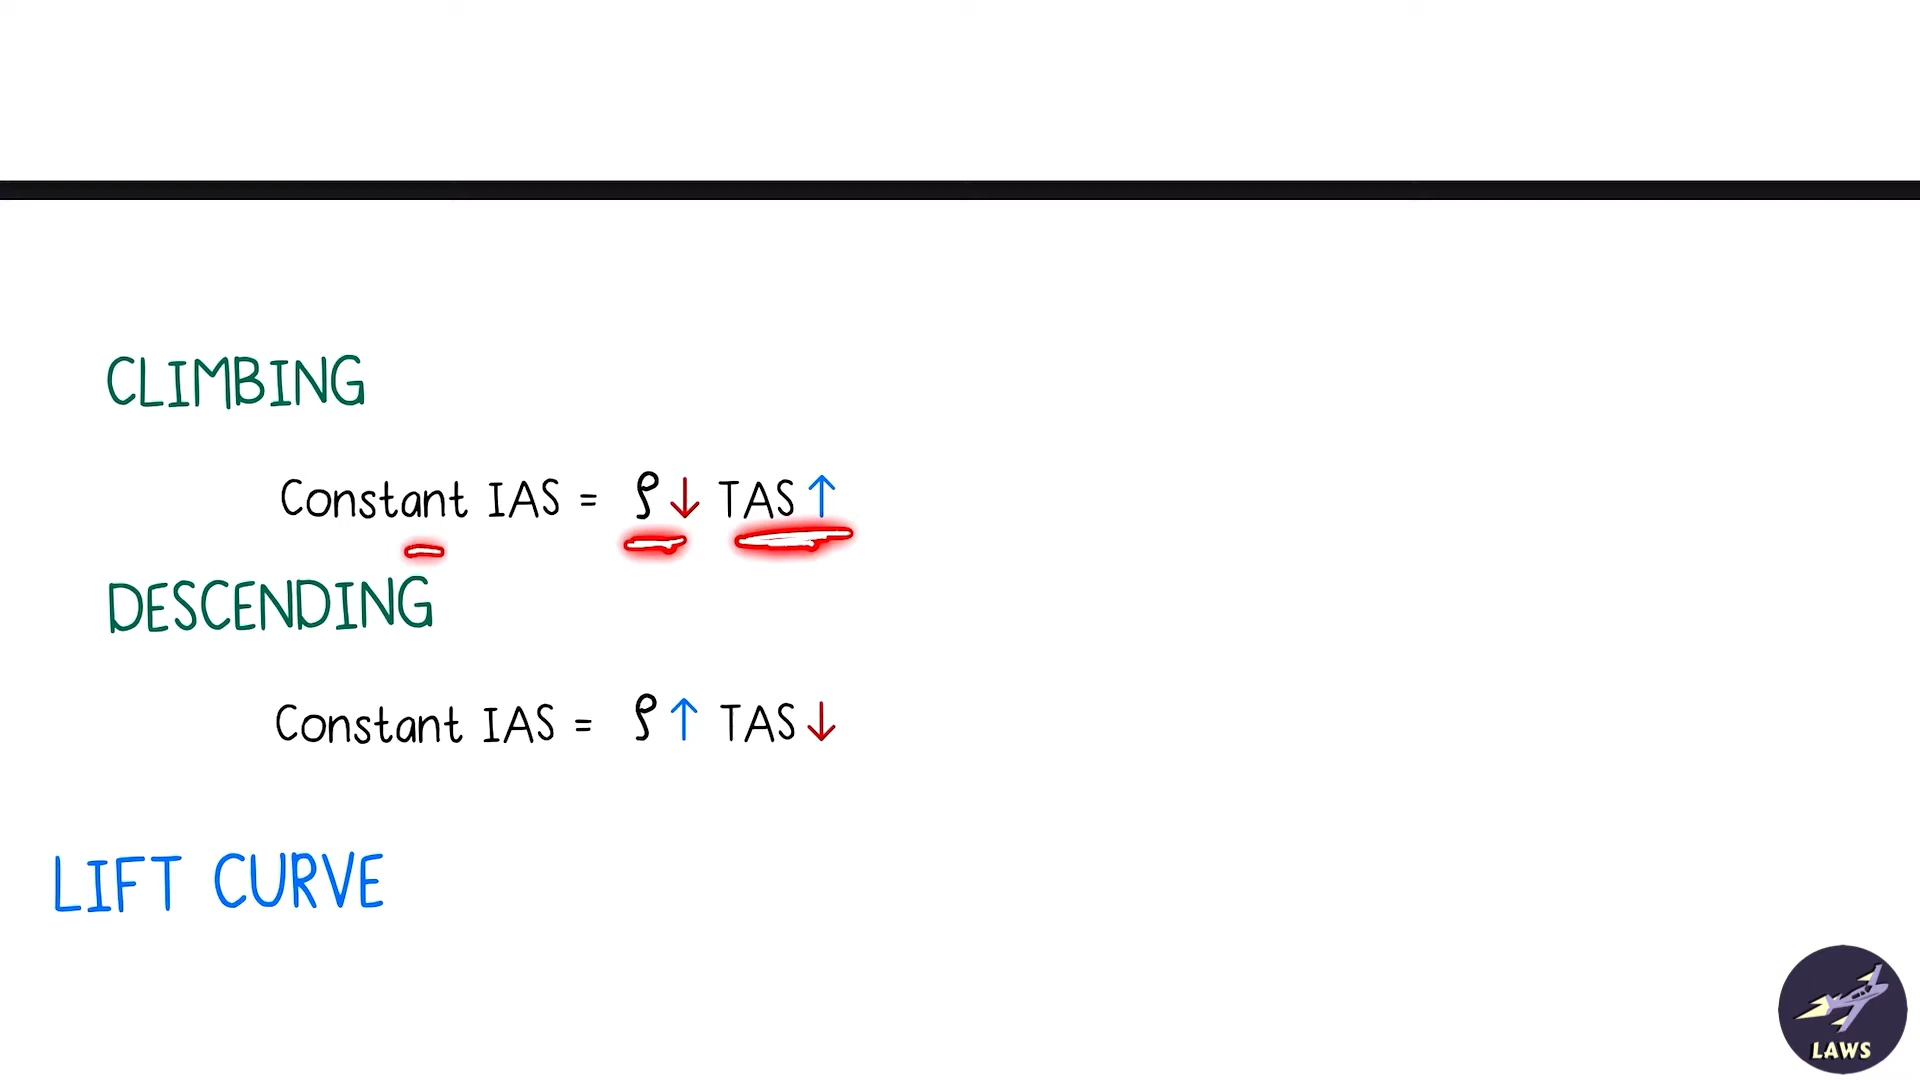 CLIMBING
Constant IAS = ρ↓ TAS↑
DESCENDING
Constant IAS = ρ↑ TAS↓
LIFT CURVE
LAWS